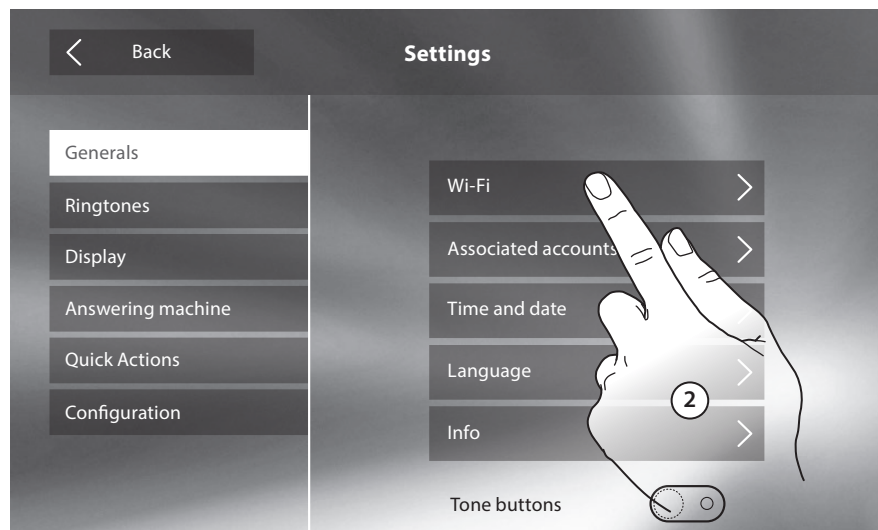 Back
Settings
Generals
Ringtones
Display
Answering machine
Quick Actions
Configuration
Wi-Fi
Associated accounts
Time and date
Language
Info
Tone buttons
2